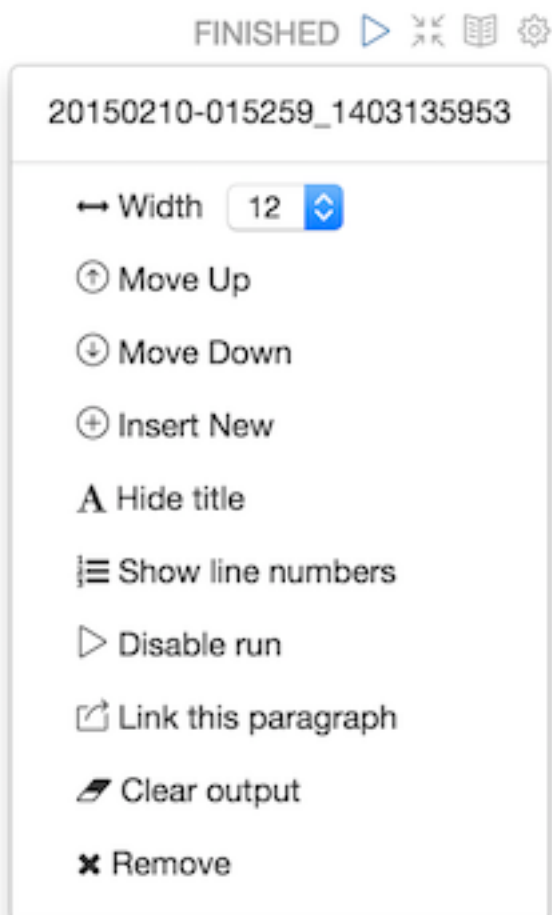 FINISHED
20150210-015259_1403135953
Width 12
Move Up
Move Down
Insert New
A Hide title
Show line numbers
Disable run
Link this paragraph
Clear output
Remove